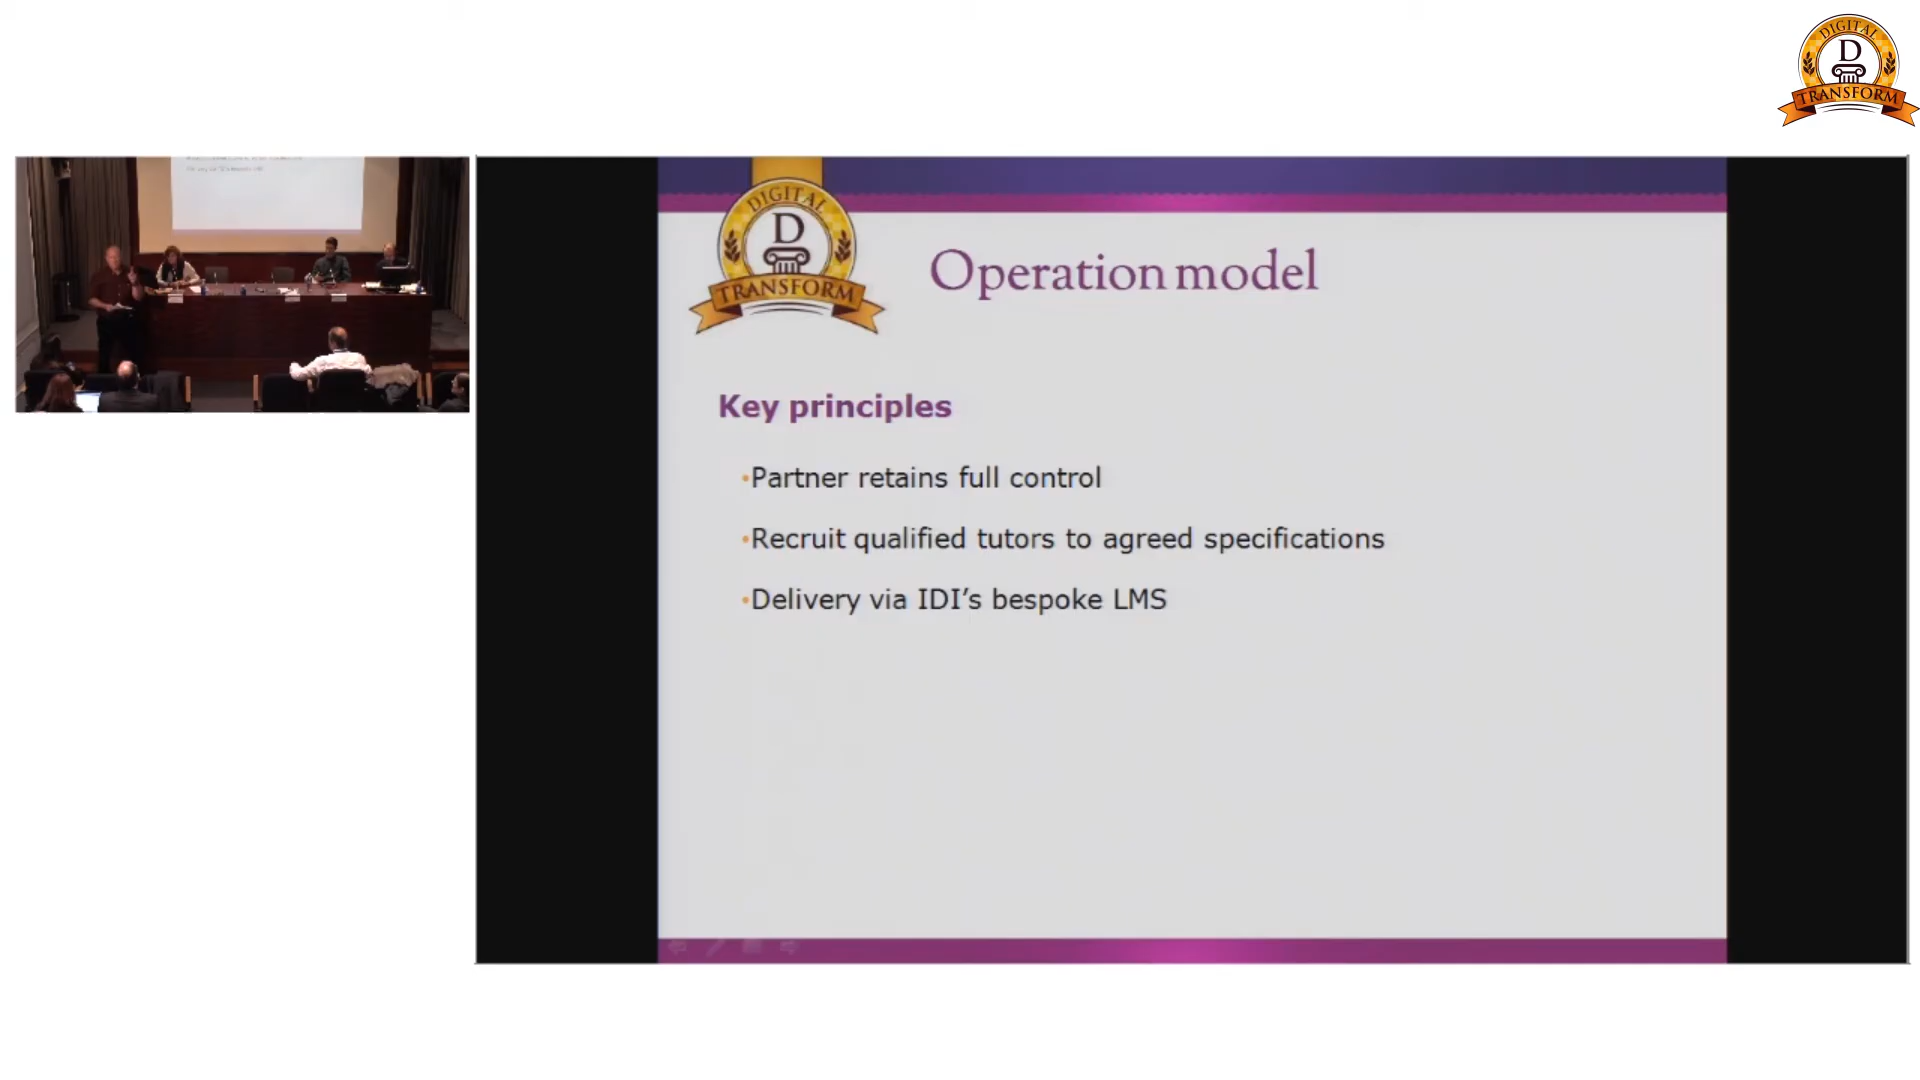 DIGITAL
D
TRANSFORM
DIGITAL
D
TRANSFORM
Operation model
Key principles
•Partner retains full control
•Recruit qualified tutors to agreed specifications
•Delivery via IDI’s bespoke LMS